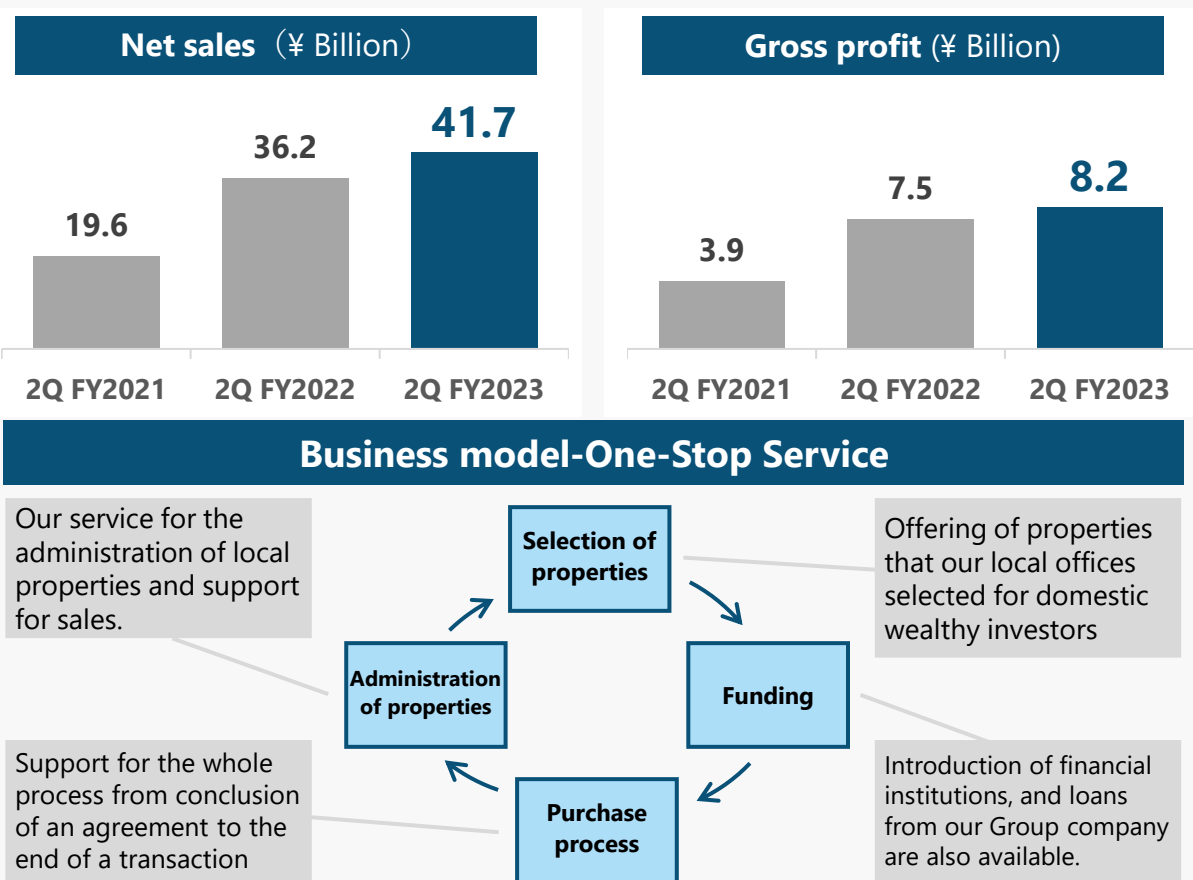 Net sales（¥ Billion）
41.7
36.2
19.6
2Q FY2021
2Q FY2022
2Q FY2023
Gross profit (¥ Billion)
8.2
7.5
3.9
2Q FY2021
2Q FY2022
2Q FY2023
Business model-One-Stop Service
Our service for the
administration of local
properties and support
for sales.
Selection of
properties
Offering of properties
that our local offices
selected for domestic
wealthy investors
Administration
of properties
Funding
Support for the whole
process from conclusion
of an agreement to the
end of a transaction
Purchase
process
Introduction of financial
institutions, and loans
from our Group company
are also available.